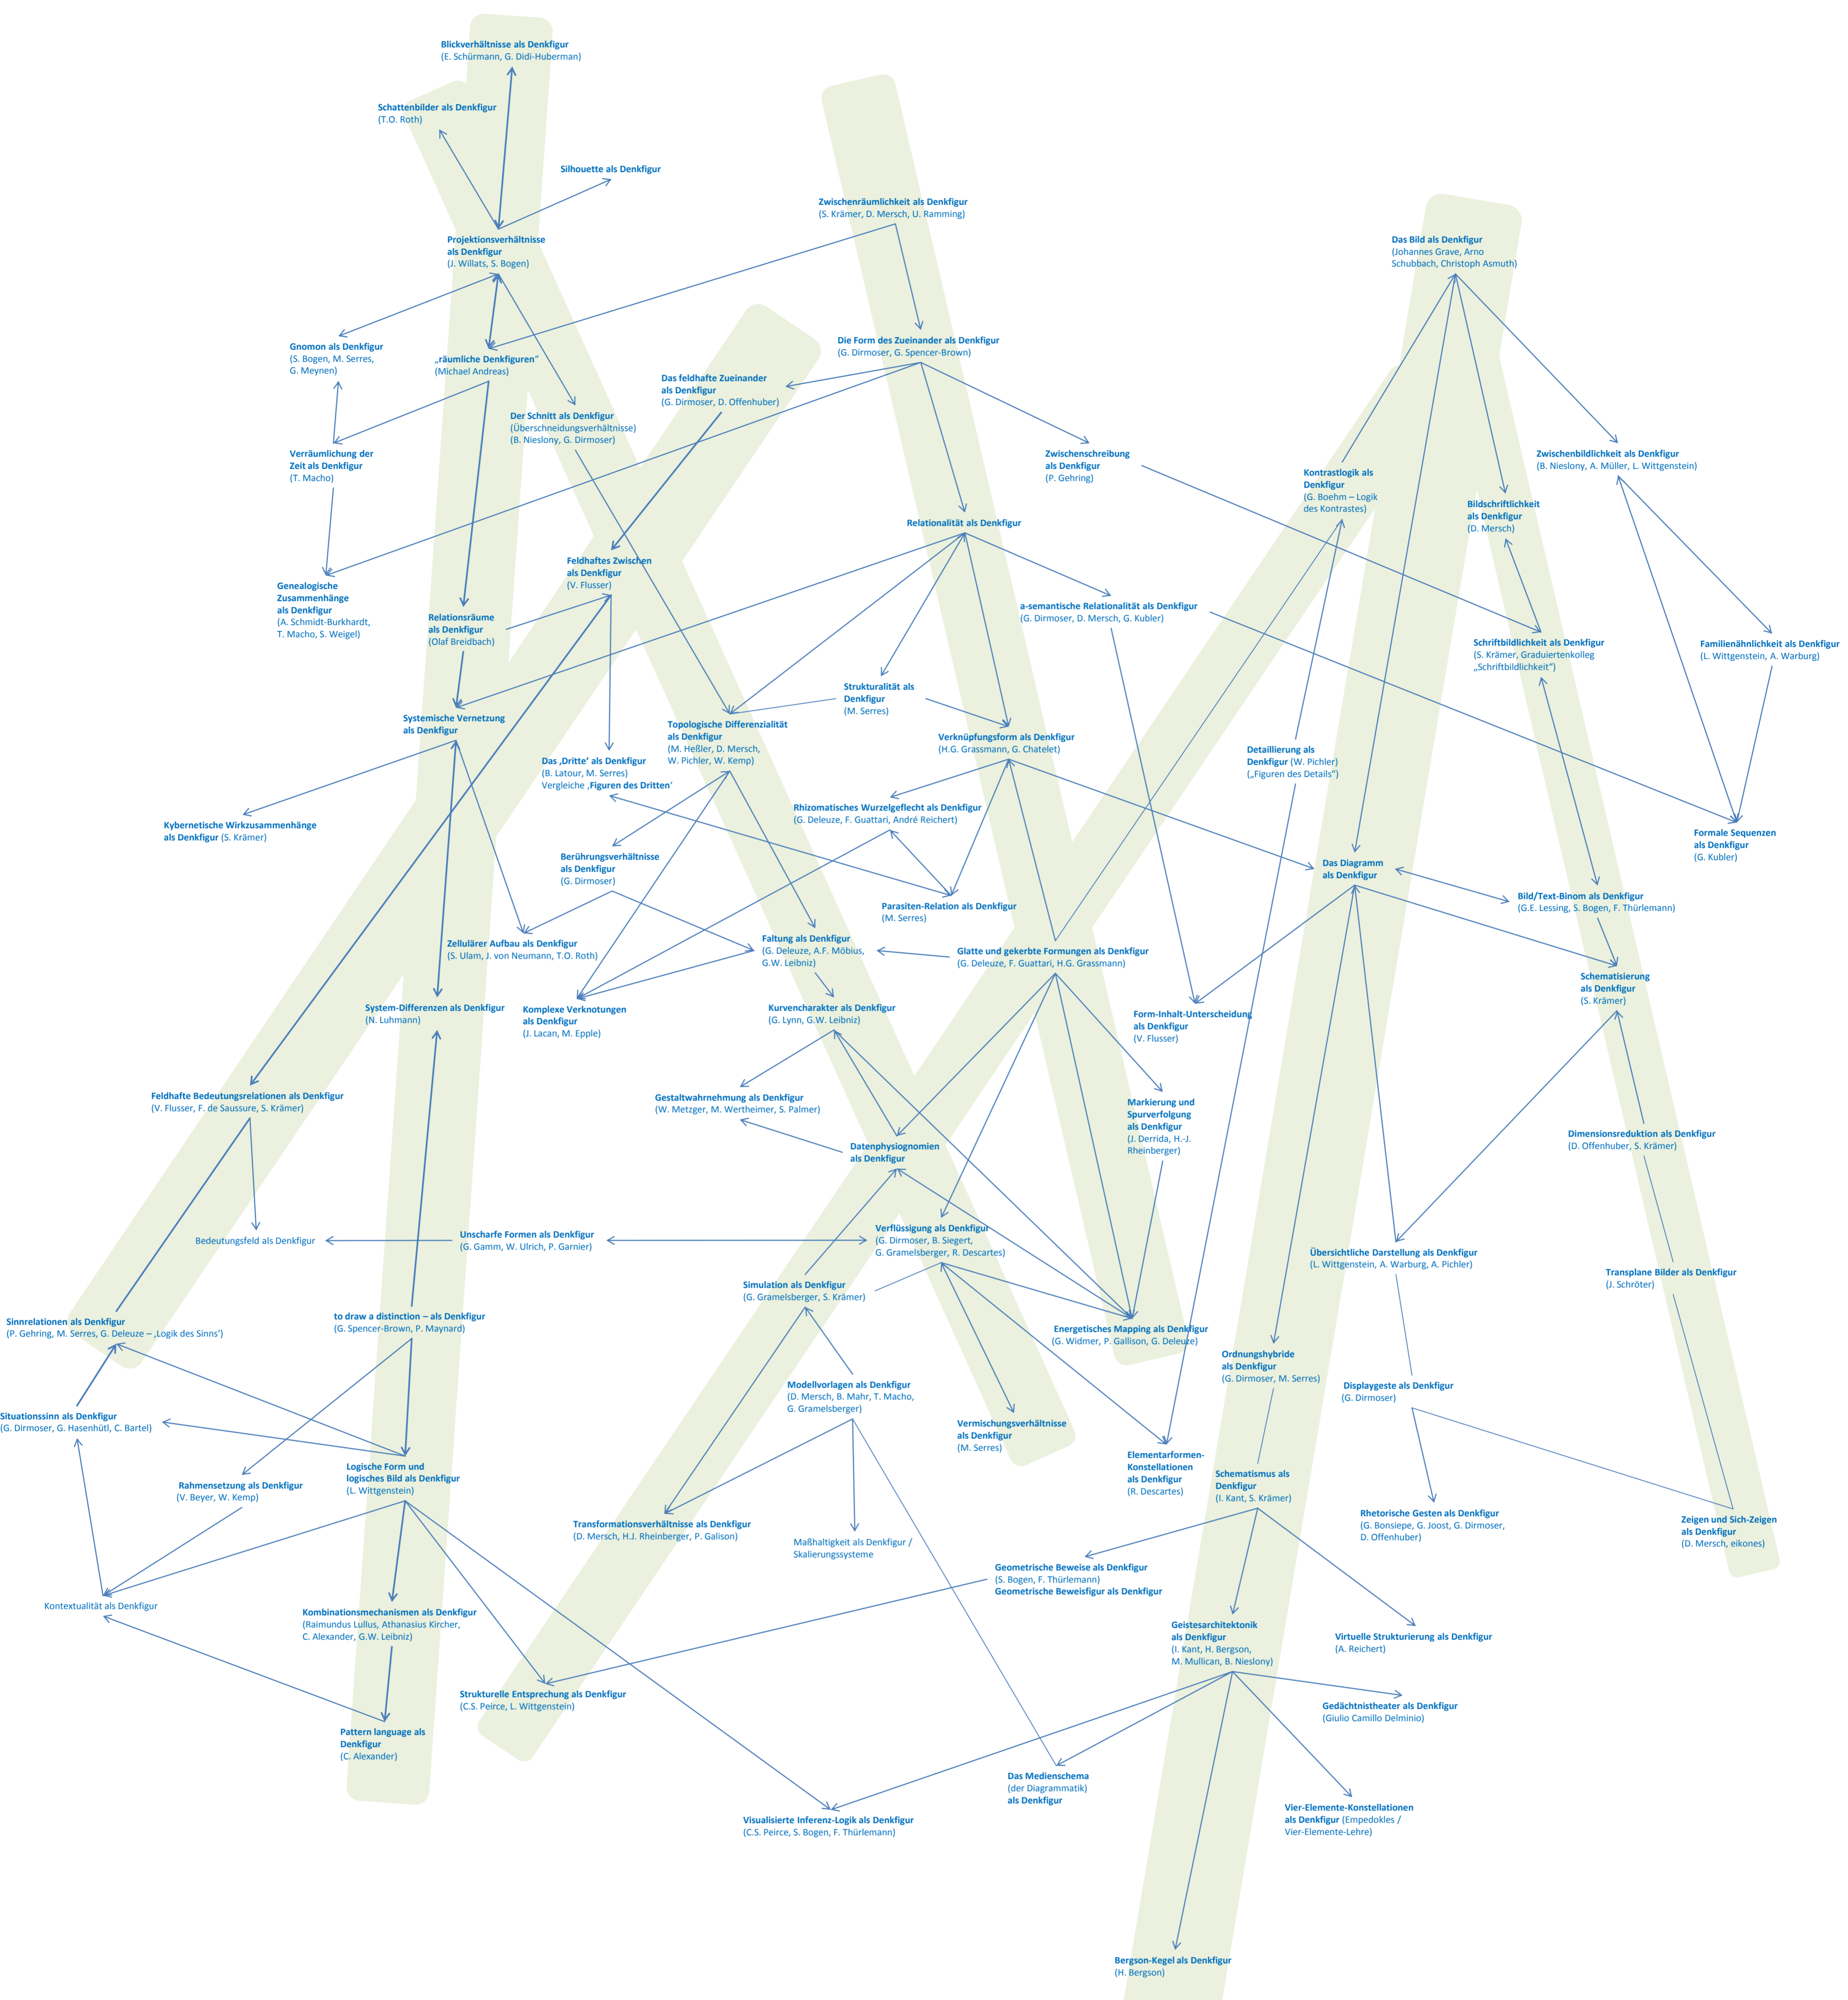 Blickverhältnisse als Denkfigur
(E. Schürmann, G. Didi-Huberman)
Schattenbilder als Denkfigur
(T.O. Roth)
Silhouette als Denkfigur
Zwischenräumlichkeit als Denkfigur
(S. Krämer, D. Mersch, U. Ramming)
Projektionsverhältnisse
als Denkfigur
(J. Willats, S. Bogen)
Das Bild als Denkfigur
(Johannes Grave, Arno
Schubbach, Christoph Asmuth)
Gnomon als Denkfigur
(S. Bogen, M. Serres,
G. Meynen)
„räumliche Denkfiguren“
(Michael Andreas)
Die Form des Zueinander als Denkfigur
(G. Dirmoser, G. Spencer-Brown)
Das feldhafte Zueinander
als Denkfigur
(G. Dirmoser, D. Offenhuber)
Der Schnitt als Denkfigur
(Überschneidungsverhältnisse)
(B. Nieslony, G. Dirmoser)
Verräumlichung der
Zeit als Denkfigur
(T. Macho)
Zwischenschreibung
als Denkfigur
(P. Gehring)
Kontrastlogik als
Denkfigur
(G. Boehm – Logik
des Kontrastes)
Zwischenbildlichkeit als Denkfigur
(B. Nieslony, A. Müller, L. Wittgenstein)
Bildschriftlichkeit
als Denkfigur
(D. Mersch)
Relationalität als Denkfigur
Feldhaftes Zwischen
als Denkfigur
(V. Flusser)
Genealogische
Zusammenhänge
als Denkfigur
(A. Schmidt-Burkhardt,
T. Macho, S. Weigel)
Relationsräume
als Denkfigur
(Olaf Breidbach)
a-semantische Relationalität als Denkfigur
(G. Dirmoser, D. Mersch, G. Kubler)
Schriftbildlichkeit als Denkfigur
(S. Krämer, Graduiertenkolleg
„Schriftbildlichkeit“)
Familienähnlichkeit als Denkfigur
(L. Wittgenstein, A. Warburg)
Strukturalität als
Denkfigur
(M. Serres)
Systemische Vernetzung
als Denkfigur
Topologische Differenzialität
als Denkfigur
(M. Heßler, D. Mersch,
W. Pichler, W. Kemp)
Verknüpfungsform als Denkfigur
(H.G. Grassmann, G. Chatelet)
Detaillierung als
Denkfigur (W. Pichler)
(„Figuren des Details“)
Das ‚Dritte‘ als Denkfigur
(B. Latour, M. Serres)
Vergleiche ‚Figuren des Dritten‘
Rhizomatisches Wurzelgeflecht als Denkfigur
(G. Deleuze, F. Guattari, André Reichert)
Kybernetische Wirkzusammenhänge
als Denkfigur (S. Krämer)
Formale Sequenzen
als Denkfigur
(G. Kubler)
Berührungsverhältnisse
als Denkfigur
(G. Dirmoser)
Das Diagramm
als Denkfigur
Bild/Text-Binom als Denkfigur
(G.E. Lessing, S. Bogen, F. Thürlemann)
Parasiten-Relation als Denkfigur
(M. Serres)
Zellulärer Aufbau als Denkfigur
(S. Ulam, J. von Neumann, T.O. Roth)
Faltung als Denkfigur
(G. Deleuze, A.F. Möbius,
G.W. Leibniz)
Glatte und gekerbte Formungen als Denkfigur
(G. Deleuze, F. Guattari, H.G. Grassmann)
Schematisierung
als Denkfigur
(S. Krämer)
System-Differenzen als Denkfigur
(N. Luhmann)
Komplexe Verknotungen
als Denkfigur
(J. Lacan, M. Epple)
Kurvencharakter als Denkfigur
(G. Lynn, G.W. Leibniz)
Form-Inhalt-Unterscheidung
als Denkfigur
(V. Flusser)
Feldhafte Bedeutungsrelationen als Denkfigur
(V. Flusser, F. de Saussure, S. Krämer)
Gestaltwahrnehmung als Denkfigur
(W. Metzger, M. Wertheimer, S. Palmer)
Markierung und
Spurverfolgung
als Denkfigur
(J. Derrida, H.-J.
Rheinberger)
Datenphysiognomien
als Denkfigur
Dimensionsreduktion als Denkfigur
(D. Offenhuber, S. Krämer)
Bedeutungsfeld als Denkfigur
Unscharfe Formen als Denkfigur
(G. Gamm, W. Ulrich, P. Garnier)
Verflüssigung als Denkfigur
(G. Dirmoser, B. Siegert,
G. Gramelsberger, R. Descartes)
Übersichtliche Darstellung als Denkfigur
(L. Wittgenstein, A. Warburg, A. Pichler)
Transplane Bilder als Denkfigur
(J. Schröter)
Simulation als Denkfigur
(G. Gramelsberger, S. Krämer)
Sinnrelationen als Denkfigur
(P. Gehring, M. Serres, G. Deleuze – ‚Logik des Sinns‘)
to draw a distinction – als Denkfigur
(G. Spencer-Brown, P. Maynard)
Energetisches Mapping als Denkfigur
(G. Widmer, P. Gallison, G. Deleuze)
Ordnungshybride
als Denkfigur
(G. Dirmoser, M. Serres)
Modellvorlagen als Denkfigur
(D. Mersch, B. Mahr, T. Macho,
G. Gramelsberger)
Displaygeste als Denkfigur
(G. Dirmoser)
Situationssinn als Denkfigur
(G. Dirmoser, G. Hasenhütl, C. Bartel)
Vermischungsverhältnisse
als Denkfigur
(M. Serres)
Elementarformen-
Konstellationen
als Denkfigur
(R. Descartes)
Logische Form und
logisches Bild als Denkfigur
(L. Wittgenstein)
Schematismus als
Denkfigur
(I. Kant, S. Krämer)
Rahmensetzung als Denkfigur
(V. Beyer, W. Kemp)
Transformationsverhältnisse als Denkfigur
(D. Mersch, H.J. Rheinberger, P. Galison)
Rhetorische Gesten als Denkfigur
(G. Bonsiepe, G. Joost, G. Dirmoser,
D. Offenhuber)
Zeigen und Sich-Zeigen
als Denkfigur
(D. Mersch, eikones)
Maßhaltigkeit als Denkfigur /
Skalierungssysteme
Geometrische Beweise als Denkfigur
(S. Bogen, F. Thürlemann)
Geometrische Beweisfigur als Denkfigur
Kontextualität als Denkfigur
Kombinationsmechanismen als Denkfigur
(Raimundus Lullus, Athanasius Kircher,
C. Alexander, G.W. Leibniz)
Geistesarchitektonik
als Denkfigur
(I. Kant, H. Bergson,
M. Mullican, B. Nieslony)
Virtuelle Strukturierung als Denkfigur
(A. Reichert)
Strukturelle Entsprechung als Denkfigur
(C.S. Peirce, L. Wittgenstein)
Gedächtnistheater als Denkfigur
(Giulio Camillo Delminio)
Pattern language als
Denkfigur
(C. Alexander)
Das Medienschema
(der Diagrammatik)
als Denkfigur
Vier-Elemente-Konstellationen
als Denkfigur (Empedokles /
Vier-Elemente-Lehre)
Visualisierte Inferenz-Logik als Denkfigur
(C.S. Peirce, S. Bogen, F. Thürlemann)
Bergson-Kegel als Denkfigur
(H. Bergson)